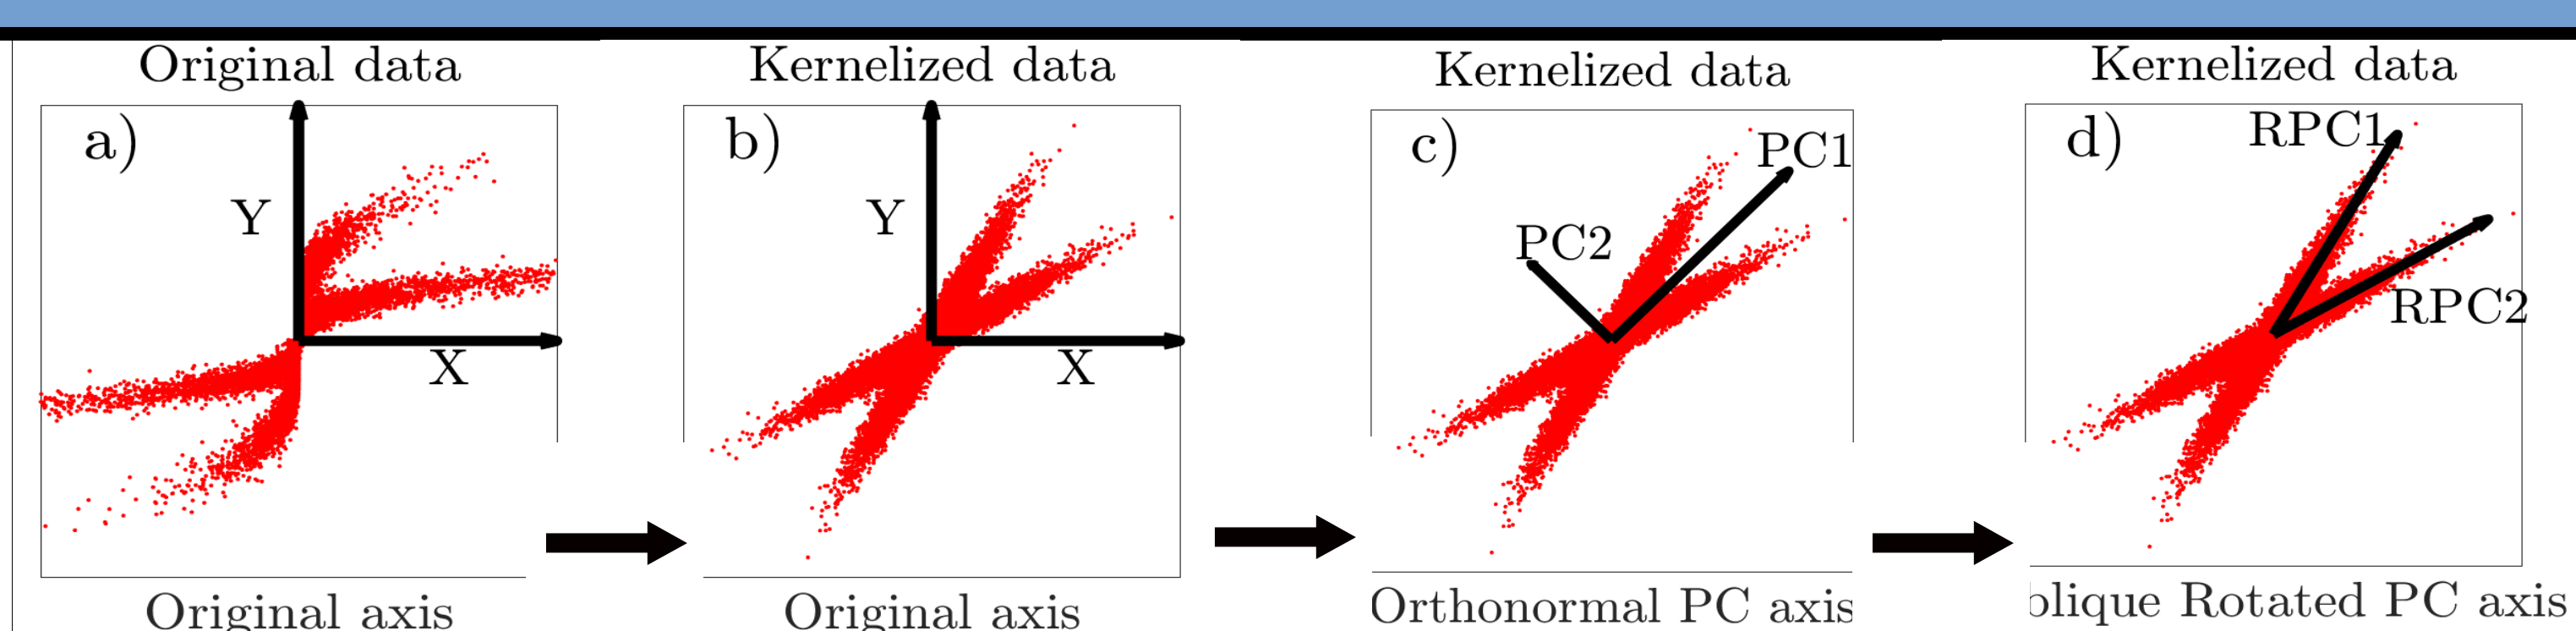 Original data
a)
Y
X
Original axis
Kernelized data
b)
Y
X
Original axis
Kernelized data
c)
PC1
PC2
Orthonormal PC axis
Kernelized data
d)
RPC1
RPC2
blique Rotated PC axis